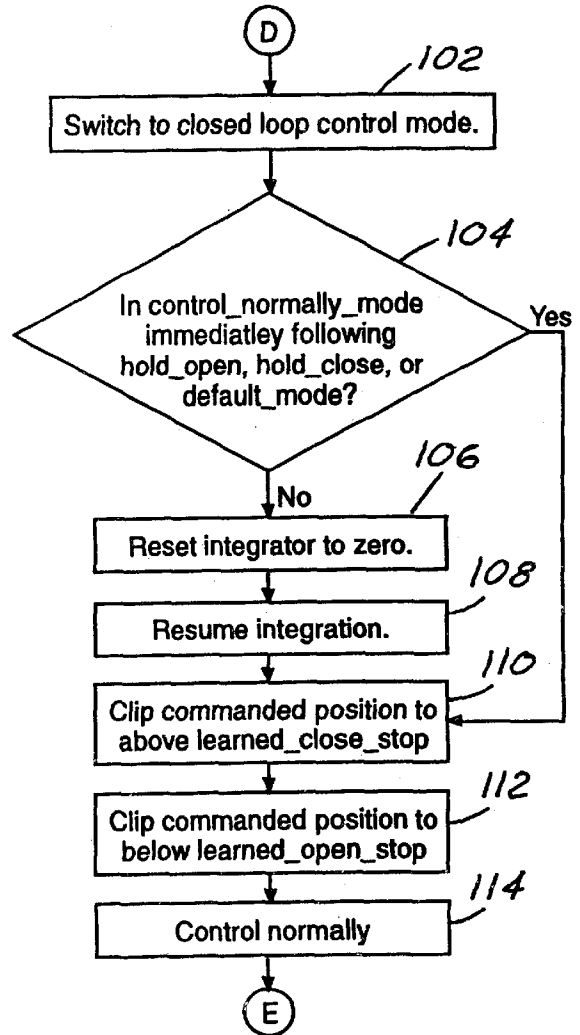 D
102
Switch to closed loop control mode.
104
In control_normally_mode
immediatley following
hold_open, hold_close, or
default_mode?
Yes
No
106
Reset integrator to zero.
108
Resume integration.
110
Clip commanded position to
above learned_close_stop
112
Clip commanded position to
below learned_open_stop
114
Control normally
E